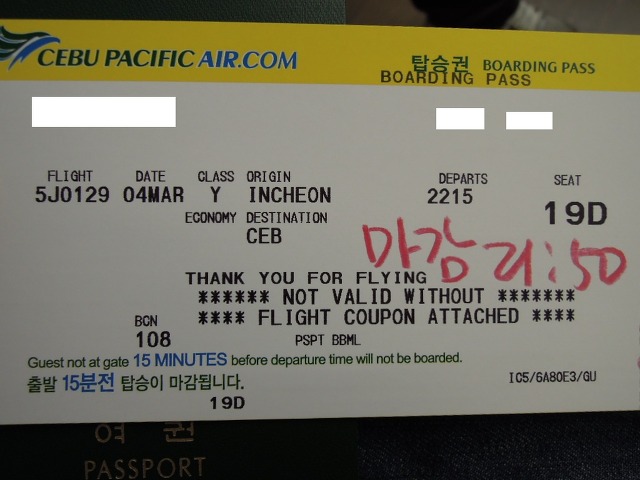 CEBU PACIFIC AIR.COM
탑승권 BOARDING PASS
BOARDING PASS
FLIGHT DATE CLASS ORIGIN DEPARTS SEAT
5J0129 04MAR Y INCHEON 2215 19D
ECONOMY DESTINATION
CEB
마감 21:50
THANK YOU FOR FLYING
****** NOT VALID WITHOUT *******
**** FLIGHT COUPON ATTACHED ****
BCN
108
PSPT BBML
Guest not at gate 15 MINUTES before departure time will not be boarded.
출발 15분전 탑승이 마감됩니다.
IC5/6A80E3/GU
19D
여권
PASSPORT